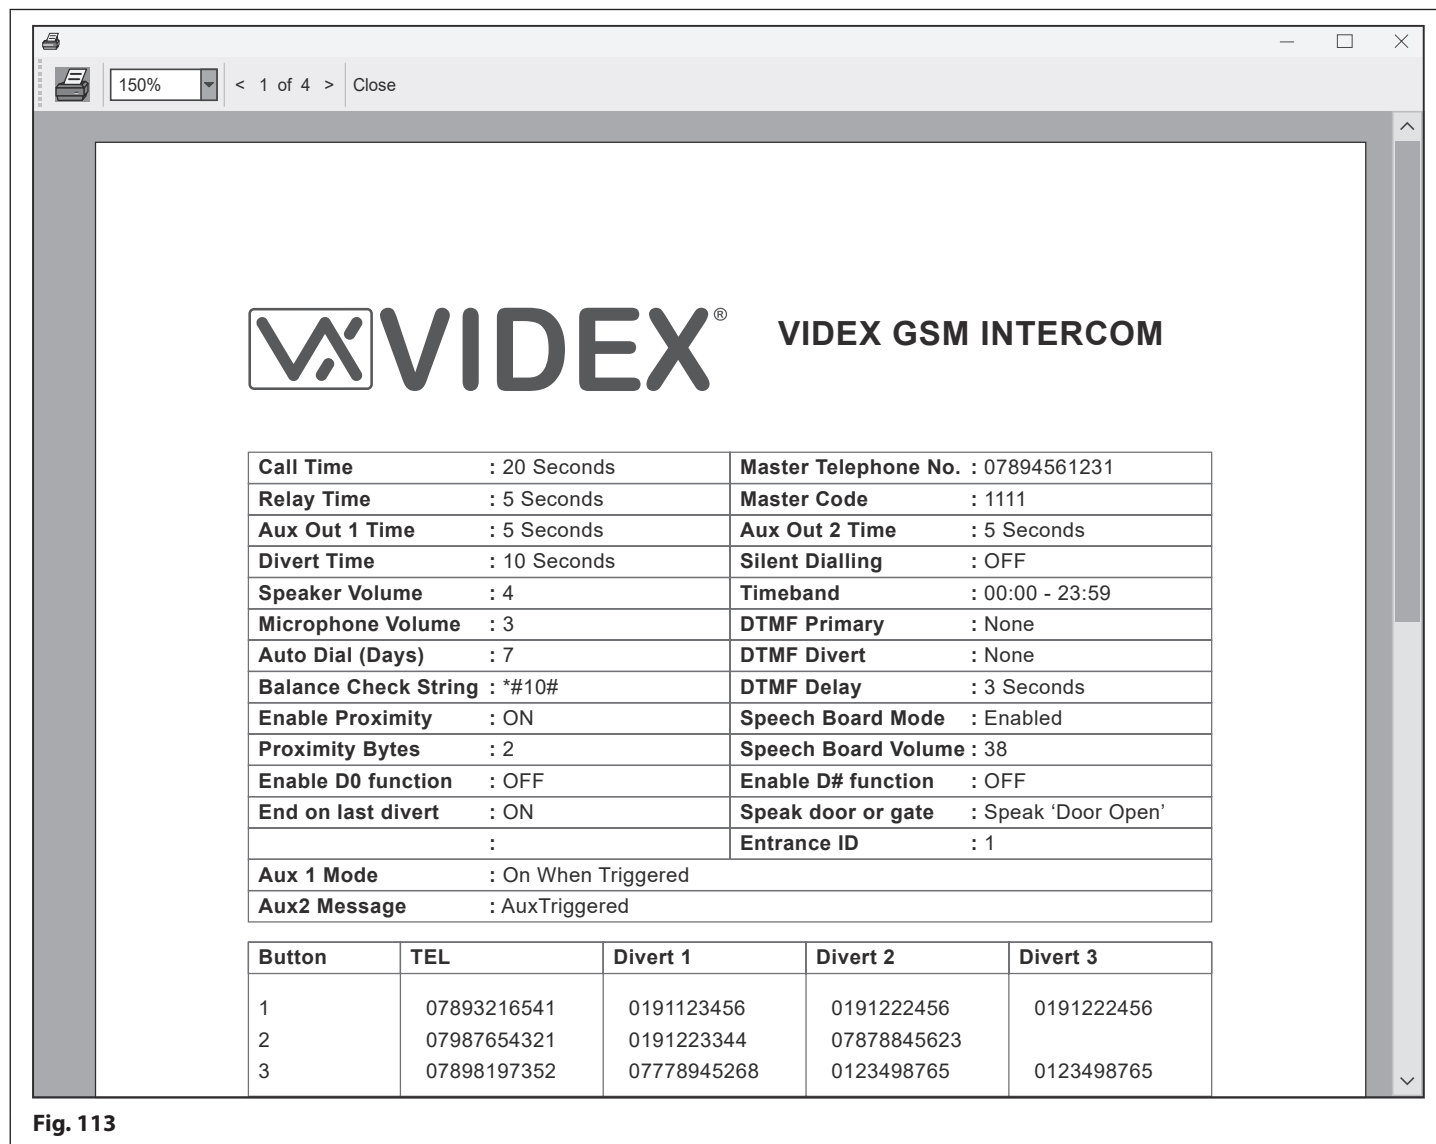 150% < 1 of 4 > Close
VIDEX® VIDEX GSM INTERCOM
Call Time : 20 Seconds Master Telephone No. : 07894561231
Relay Time : 5 Seconds Master Code : 1111
Aux Out 1 Time : 5 Seconds Aux Out 2 Time : 5 Seconds
Divert Time : 10 Seconds Silent Dialling : OFF
Speaker Volume : 4 Timeband : 00:00 - 23:59
Microphone Volume : 3 DTMF Primary : None
Auto Dial (Days) : 7 DTMF Divert : None
Balance Check String : *#10# DTMF Delay : 3 Seconds
Enable Proximity : ON Speech Board Mode : Enabled
Proximity Bytes : 2 Speech Board Volume : 38
Enable D0 function : OFF Enable D# function : OFF
End on last divert : ON Speak door or gate : Speak ‘Door Open’
: Entrance ID : 1
Aux 1 Mode : On When Triggered
Aux2 Message : AuxTriggered
Button TEL Divert 1 Divert 2 Divert 3
1 07893216541 0191123456 0191222456 0191222456
2 07987654321 0191223344 07878845623
3 07898197352 07778945268 0123498765 0123498765
Fig. 113